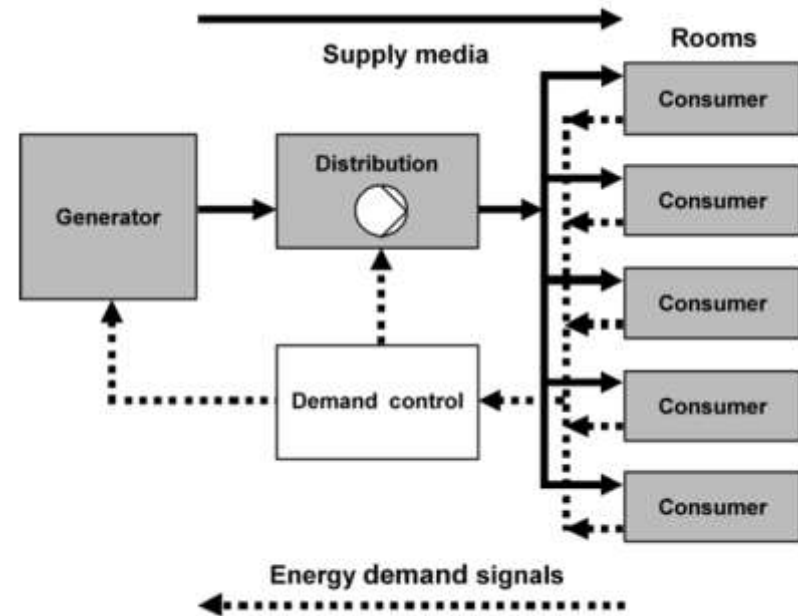 Supply media
Rooms
Consumer
Distribution
Consumer
Generator
Consumer
Demand control
Consumer
Consumer
Energy demand signals